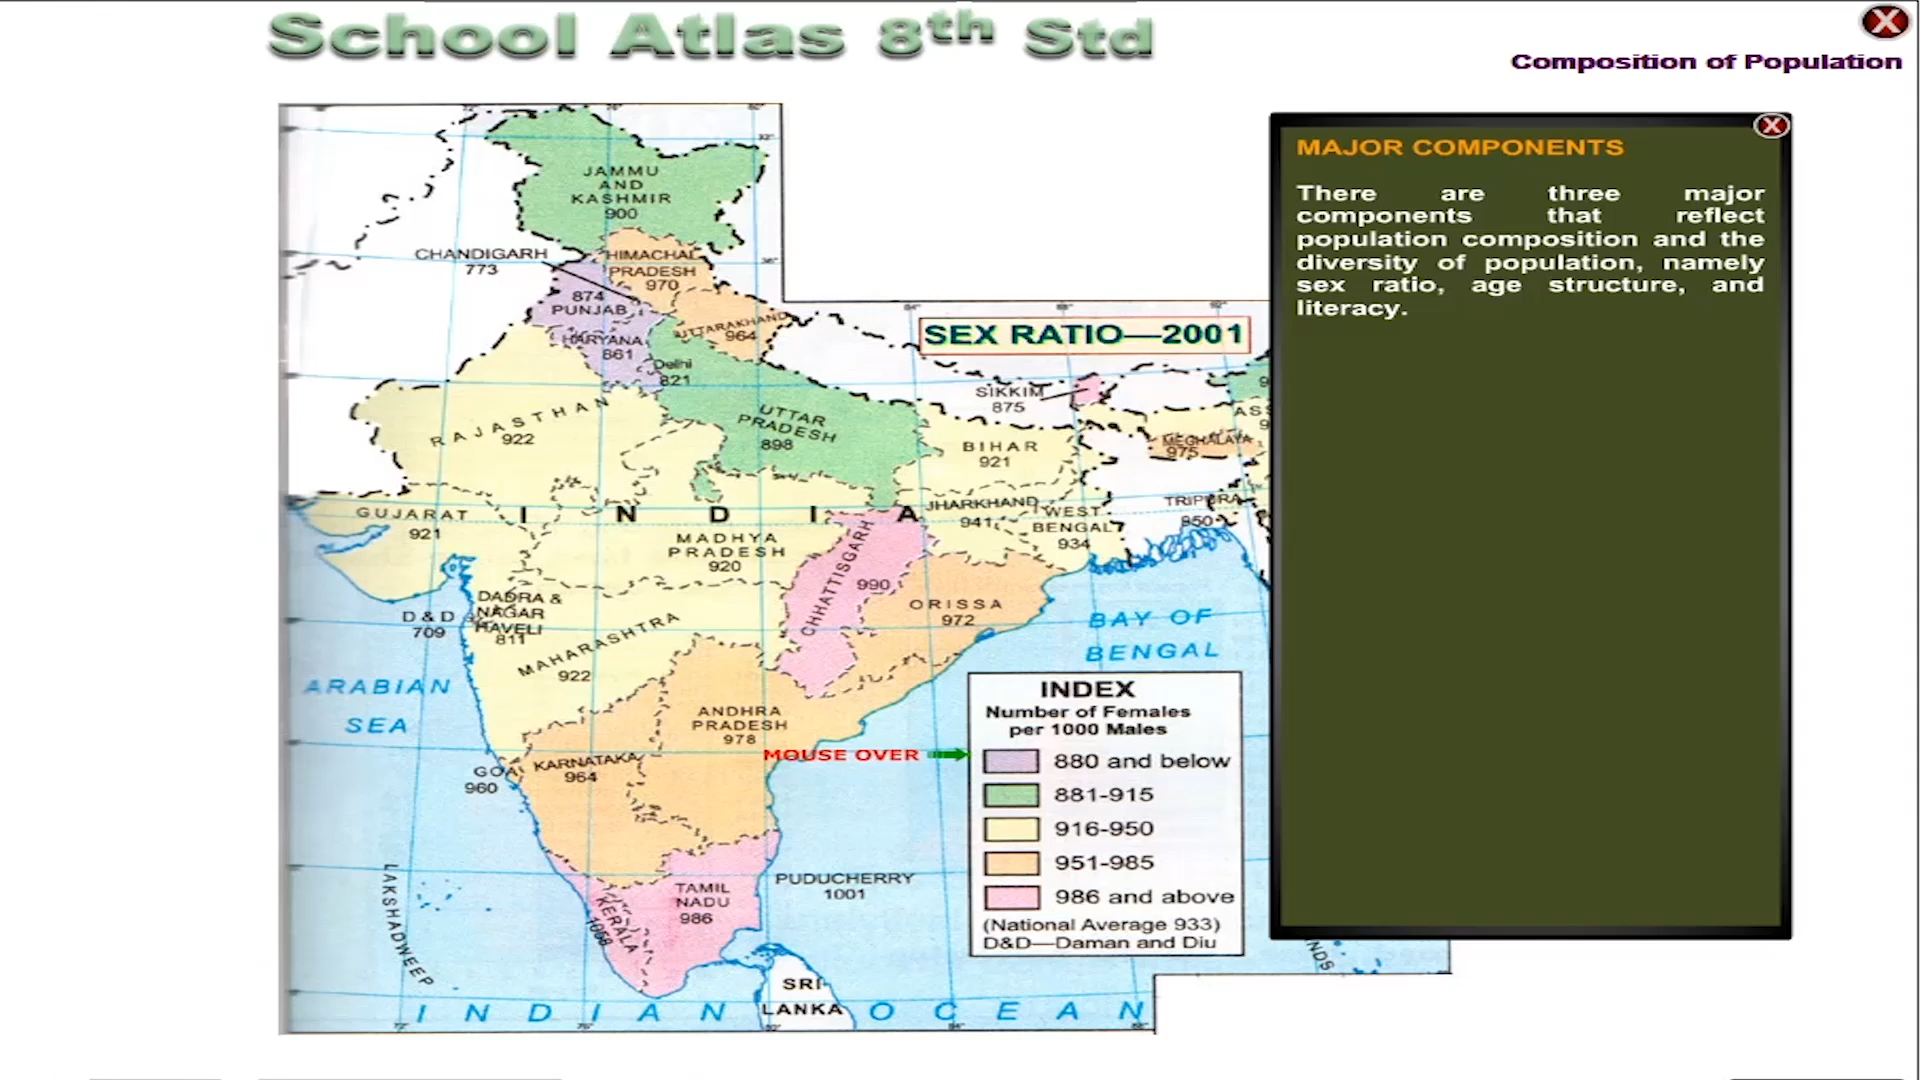 School Atlas 8th Std
Composition of Population
JAMMU
AND
KASHMIR
900
CHANDIGARH
773
HIMACHAL
PRADESH
970
874
PUNJAB
UTTARAKHAND
964
HARYANA
861
Delhi
821
SEX RATIO—2001
SIKKIM
875
RAJASTHAN
922
UTTAR
PRADESH
898
BIHAR
921
MEGHALAYA
975
GUJARAT
921
INDIA
JHARKHAND
941
WEST
BENGAL
934
TRIPURA
950
MADHYA
PRADESH
920
CHHATTISGARH
990
ORISSA
972
D&D
709
DADRA &
NAGAR
HAVELI
811
MAHARASHTRA
922
BAY OF
BENGAL
ARABIAN
SEA
ANDHRA
PRADESH
978
GOA
960
KARNATAKA
964
MOUSE OVER
INDEX
Number of Females
per 1000 Males
880 and below
881-915
916-950
951-985
986 and above
(National Average 933)
D&D—Daman and Diu
LAKSHADWEEP
KERALA
1058
TAMIL
NADU
986
PUDUCHERRY
1001
SRI
LANKA
INDIAN OCEAN
MAJOR COMPONENTS
There are three major
components that reflect
population composition and the
diversity of population, namely
sex ratio, age structure, and
literacy.